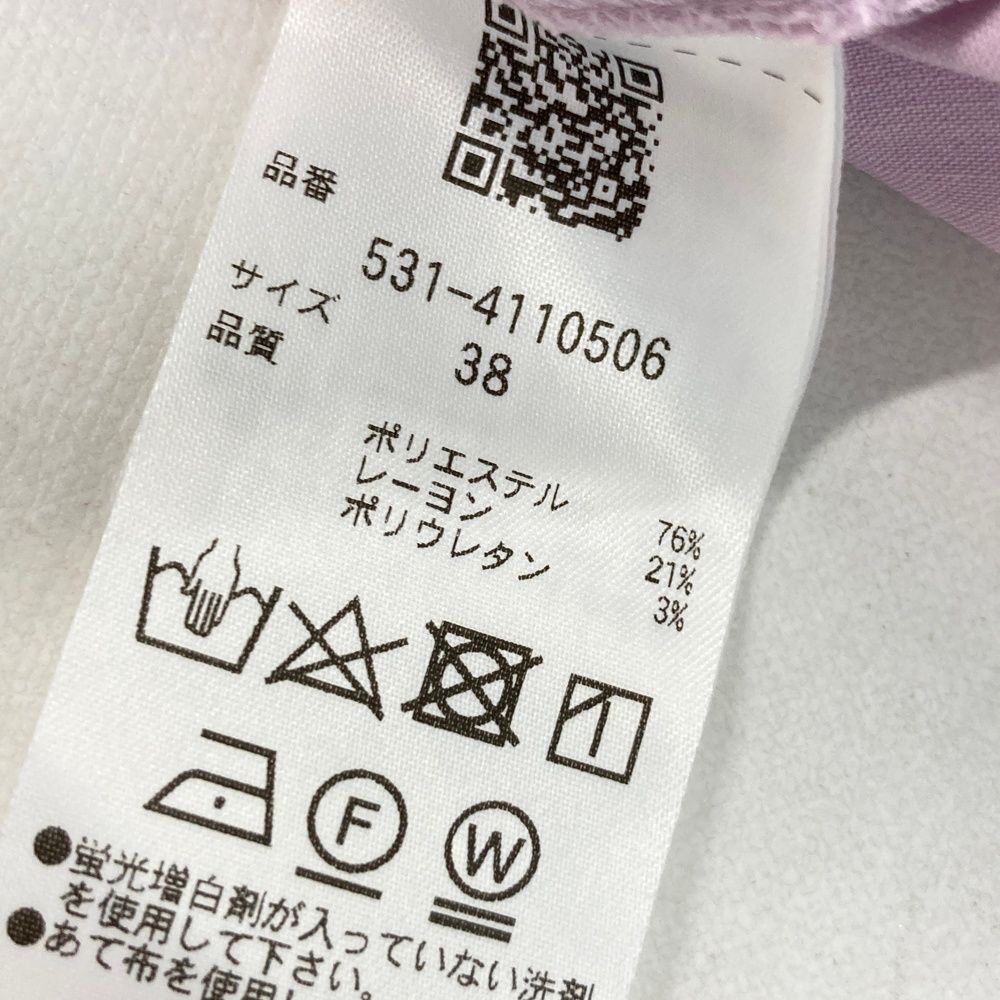 品番
531-4110506
サイズ
38
品質
ポリエステル 76%
レーヨン 21%
ポリウレタン 3%
F
W
●蛍光増白剤が入っていない洗剤
を使用して下さい。
●あて布を使用し